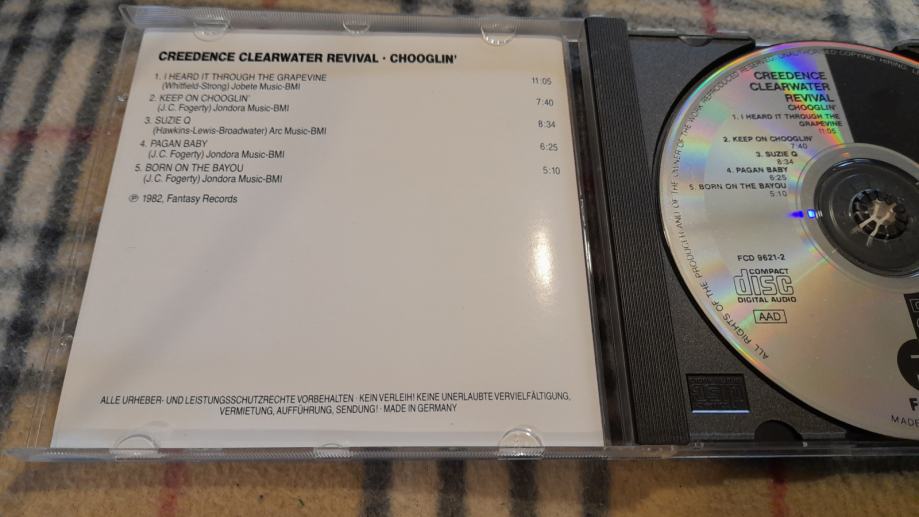 CREEDENCE CLEARWATER REVIVAL · CHOOGLIN'
1. I HEARD IT THROUGH THE GRAPEVINE 11:05
(Whitfield-Strong) Jobete Music-BMI
2. KEEP ON CHOOGLIN' 7:40
(J.C. Fogerty) Jondora Music-BMI
3. SUZIE Q 8:34
(Hawkins-Lewis-Broadwater) Arc Music-BMI
4. PAGAN BABY 6:25
(J.C. Fogerty) Jondora Music-BMI
5. BORN ON THE BAYOU 5:10
(J.C. Fogerty) Jondora Music-BMI
℗ 1982, Fantasy Records
ALLE URHEBER- UND LEISTUNGSSCHUTZRECHTE VORBEHALTEN · KEIN VERLEIH! KEINE UNERLAUBTE VERVIELFÄLTIGUNG,
VERMIETUNG, AUFFÜHRUNG, SENDUNG! · MADE IN GERMANY
CREEDENCE
CLEARWATER
REVIVAL
CHOOGLIN'
1. I HEARD IT THROUGH THE
GRAPEVINE
11:05
2. KEEP ON CHOOGLIN'
7:40
3. SUZIE Q
8:34
4. PAGAN BABY
6:25
5. BORN ON THE BAYOU
5:10
FCD 9621-2
COMPACT
disc
DIGITAL AUDIO
AAD
ALL RIGHTS OF THE PRODUCER AND OF THE OWNER OF THE WORK REPRODUCED RESERVED. UNAUTHORIZED COPYING, HIRING,
MADE